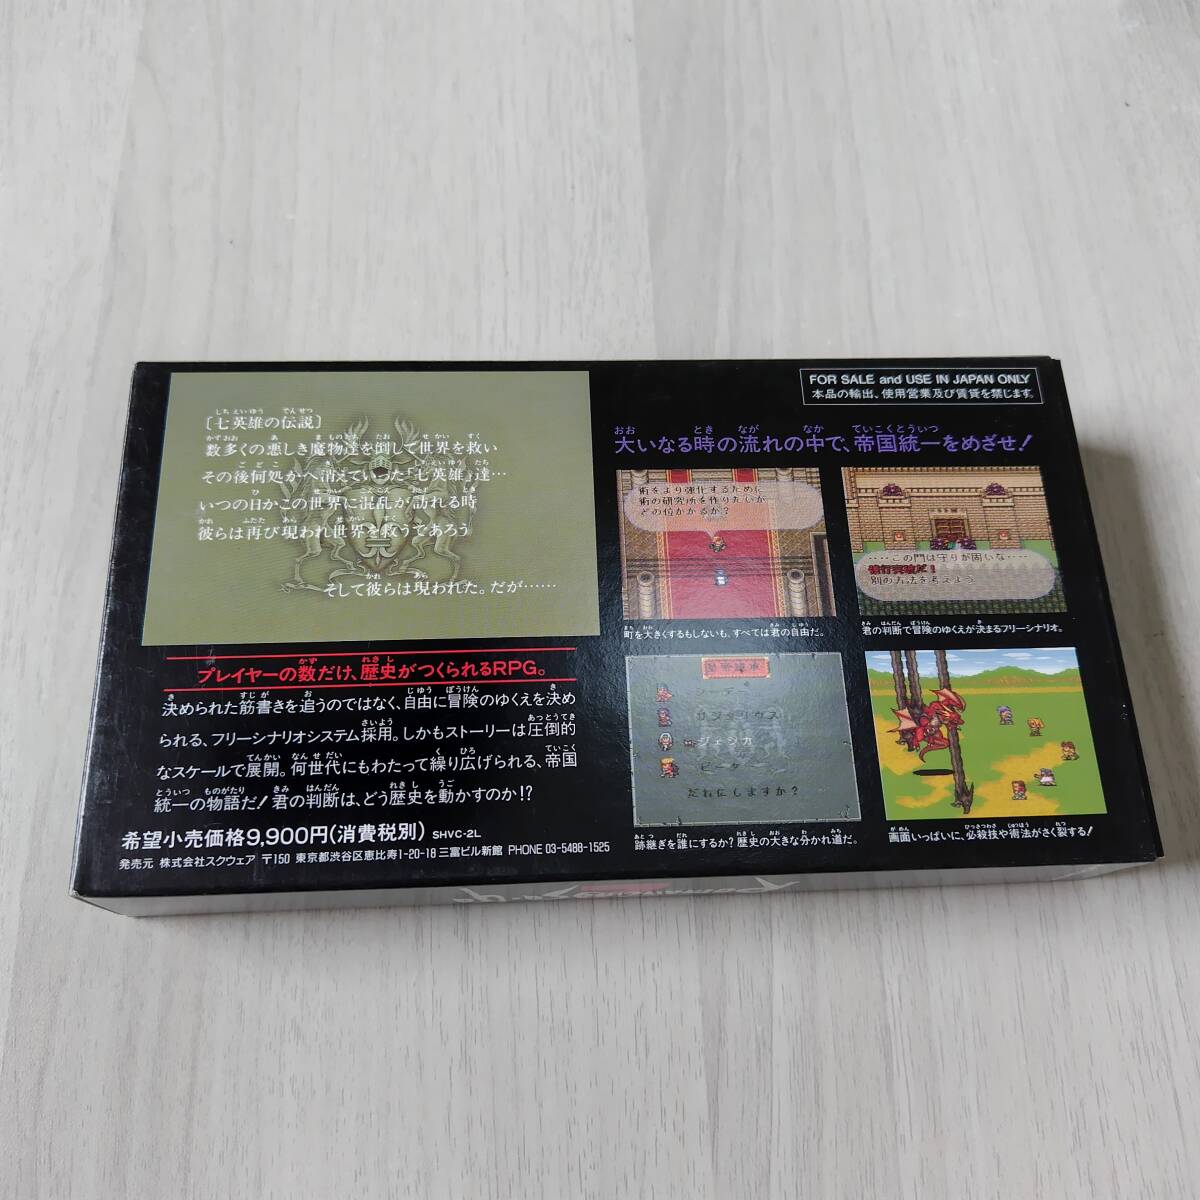 〔七英雄の伝説〕
数多くの悪しき魔物達を倒して世界を救い
その後何処かへ消えていった「七英雄」達…
いつの日かこの世界に混乱が訪れる時
彼らは再び現われ世界を救うであろう
そして彼らは現われた。だが……
プレイヤーの数だけ、歴史がつくられるRPG。
決められた筋書きを追うのではなく、自由に冒険のゆくえを決め
られる、フリーシナリオシステム採用。しかもストーリーは圧倒的
なスケールで展開。何世代にもわたって繰り広げられる、帝国
統一の物語だ！君の判断は、どう歴史を動かすのか!?
希望小売価格9,900円(消費税別) SHVC-2L
発売元 株式会社スクウェア 〒150 東京都渋谷区恵比寿1-20-18 三富ビル新館 PHONE 03-5488-1525
FOR SALE and USE IN JAPAN ONLY
本品の輸出、使用営業及び賃貸を禁じます。
大いなる時の流れの中で、帝国統一をめざせ！
術をより強化するために
術の研究所を作りたいが
どの位かかるか？
町を大きくするもしないも、すべては君の自由だ。
‥‥この門は守りが固いな‥‥
強行突破だ！
別の方法を考えよう
君の判断で冒険のゆくえが決まるフリーシナリオ。
サジタリウス
ジェシカ
ピーター
だれにしますか？
跡継ぎを誰にするか？歴史の大きな分かれ道だ。
画面いっぱいに、必殺技や術法がさく裂する！